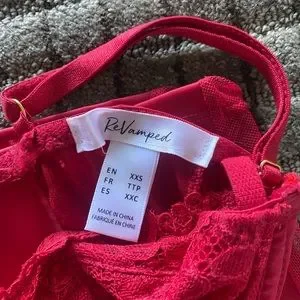 ReVamped
EN XXS
FR TTP
ES XXC
MADE IN CHINA
FABRIQUÉ EN CHINE